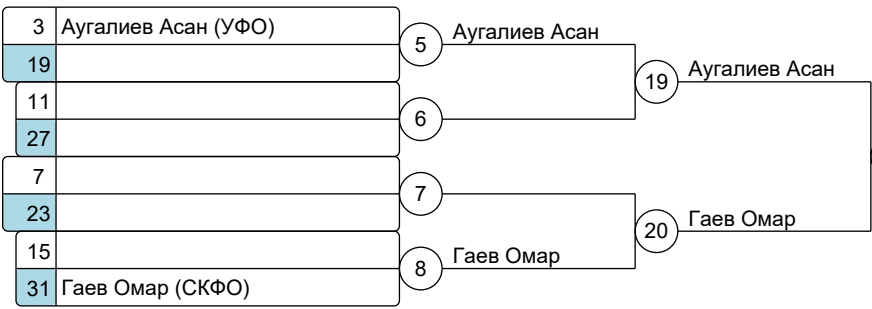 3 Аугалиев Асан (УФО)
19
11
27
7
23
15
31 Гаев Омар (СКФО)
5 Аугалиев Асан
6
7
8 Гаев Омар
19 Аугалиев Асан
20 Гаев Омар